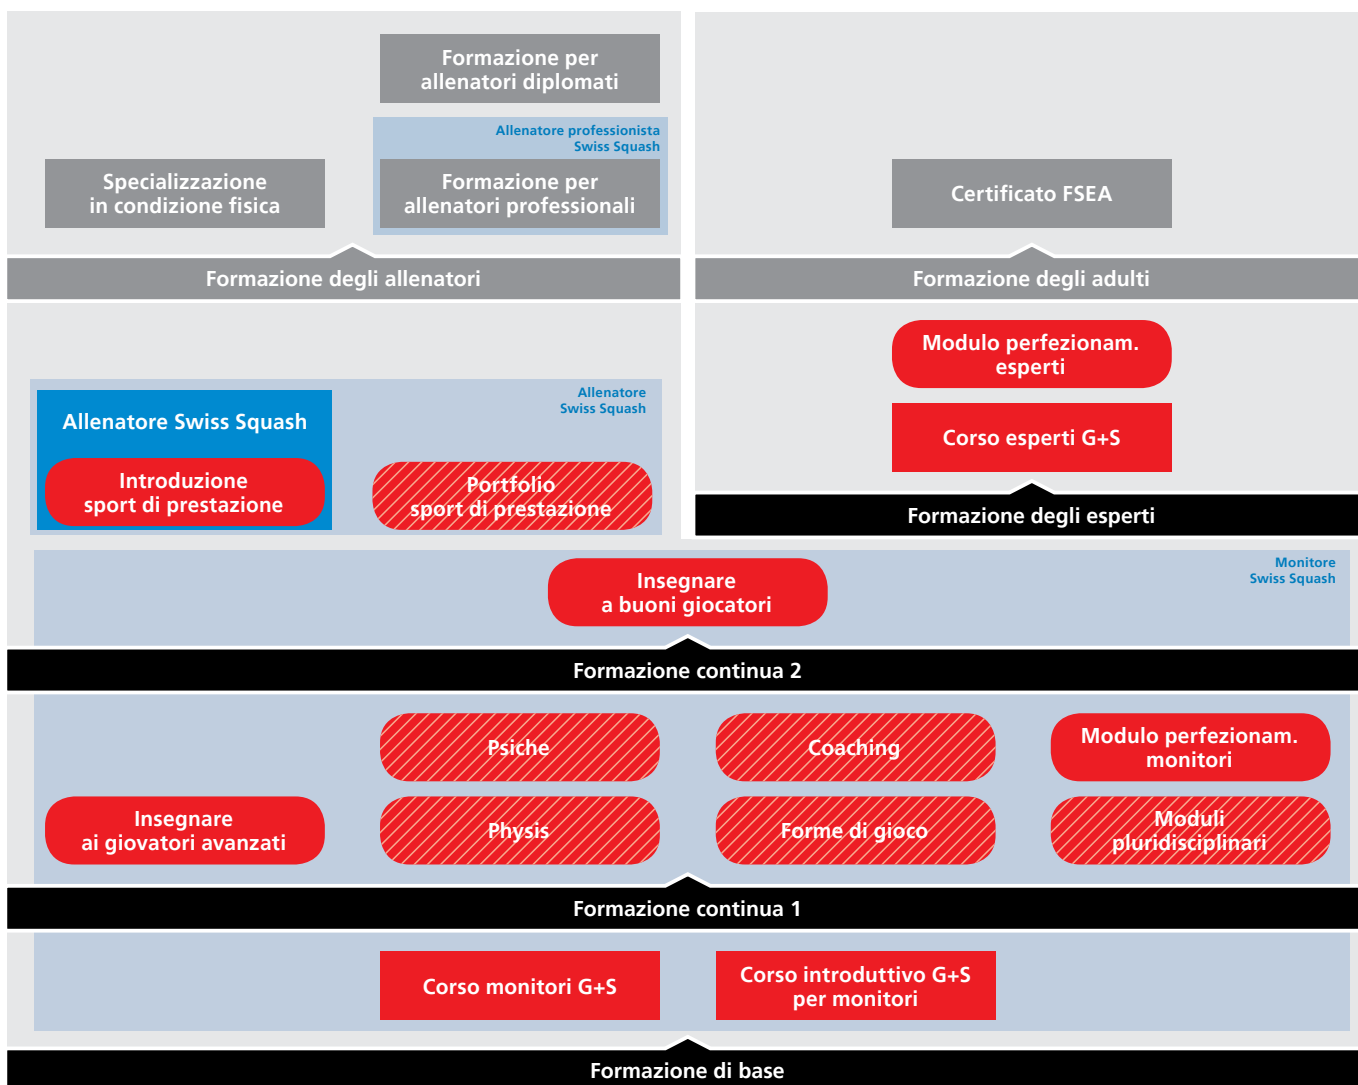 Formazione per
allenatori diplomati
Allenatore professionista
Swiss Squash
Specializzazione
in condizione fisica
Formazione per
allenatori professionali
Certificato FSEA
Formazione degli allenatori
Formazione degli adulti
Modulo perfezionam.
esperti
Allenatore
Swiss Squash
Allenatore Swiss Squash
Corso esperti G+S
Introduzione
sport di prestazione
Portfolio
sport di prestazione
Formazione degli esperti
Monitore
Swiss Squash
Insegnare
a buoni giocatori
Formazione continua 2
Psiche
Coaching
Modulo perfezionam.
monitori
Insegnare
ai giovatori avanzati
Physis
Forme di gioco
Moduli
pluridisciplinari
Formazione continua 1
Corso monitori G+S
Corso introduttivo G+S
per monitori
Formazione di base